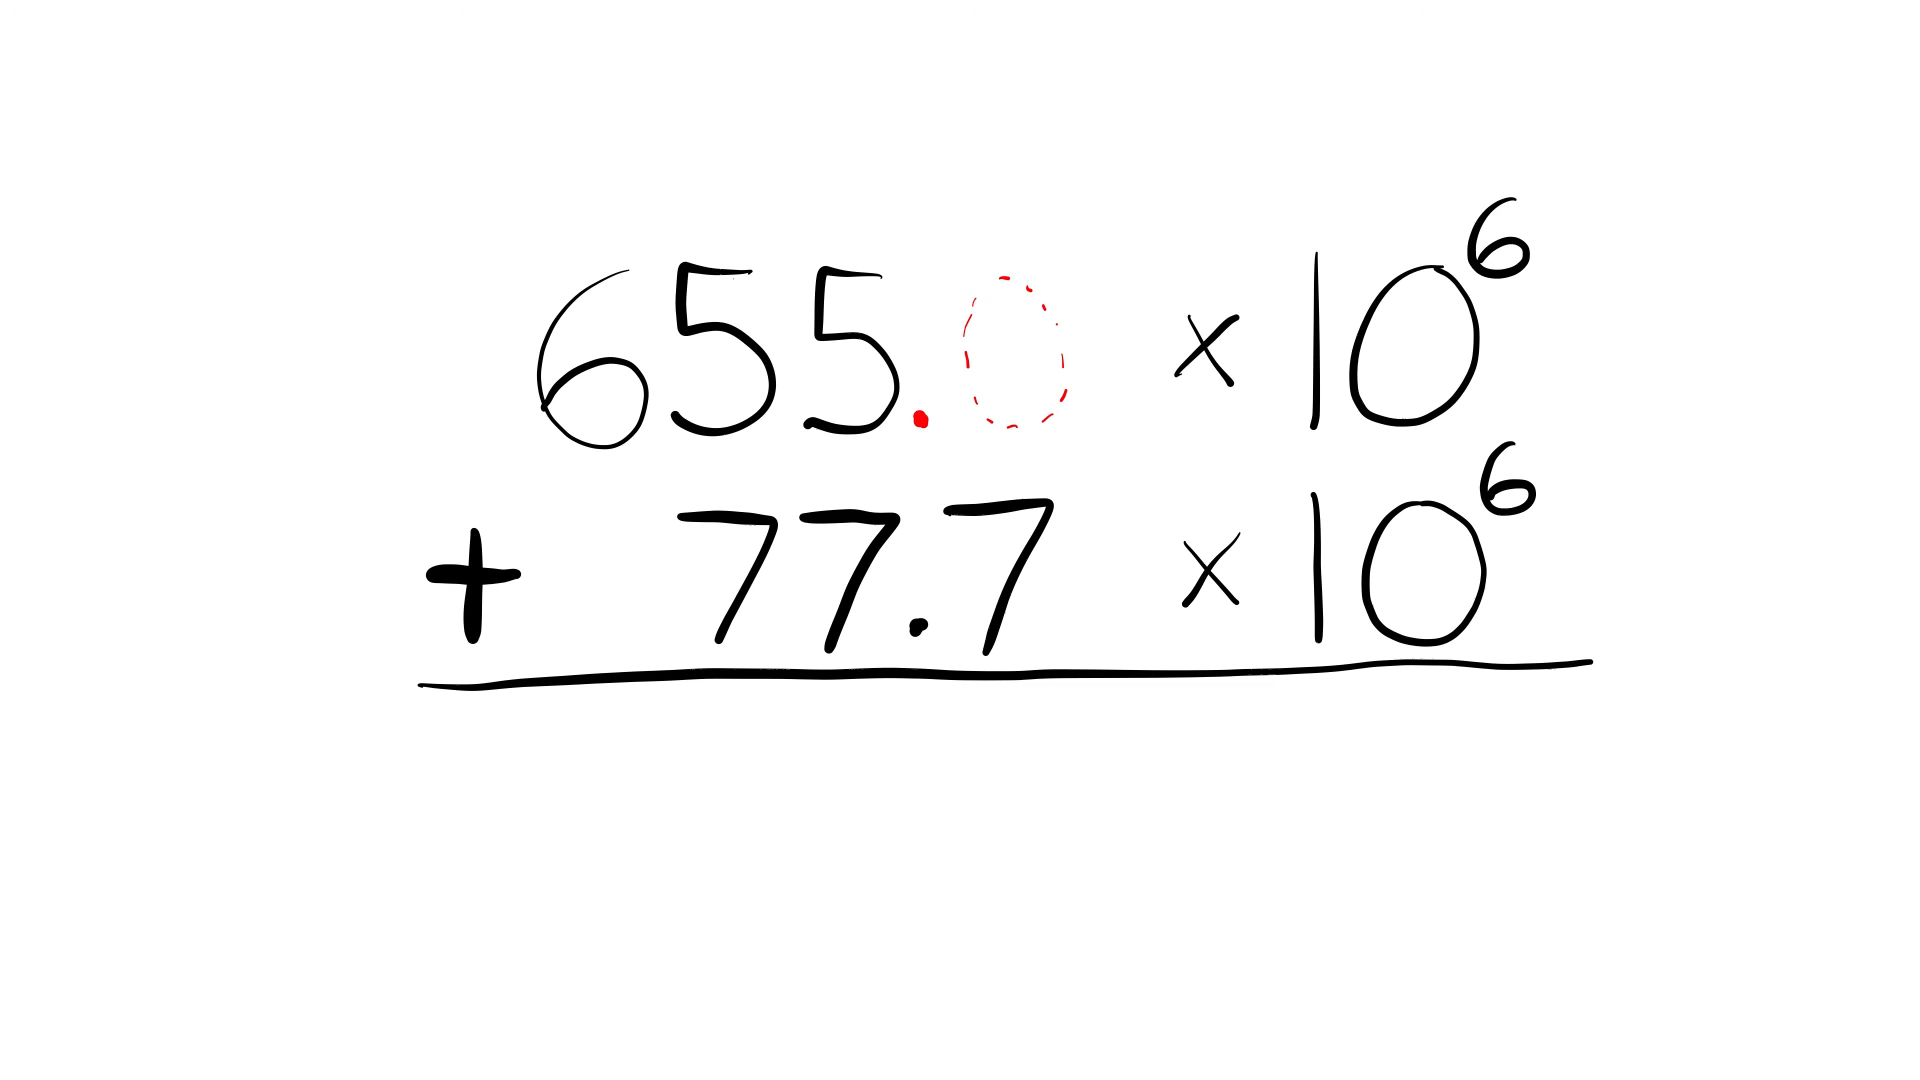 655.0 × 10⁶
+ 77.7 × 10⁶